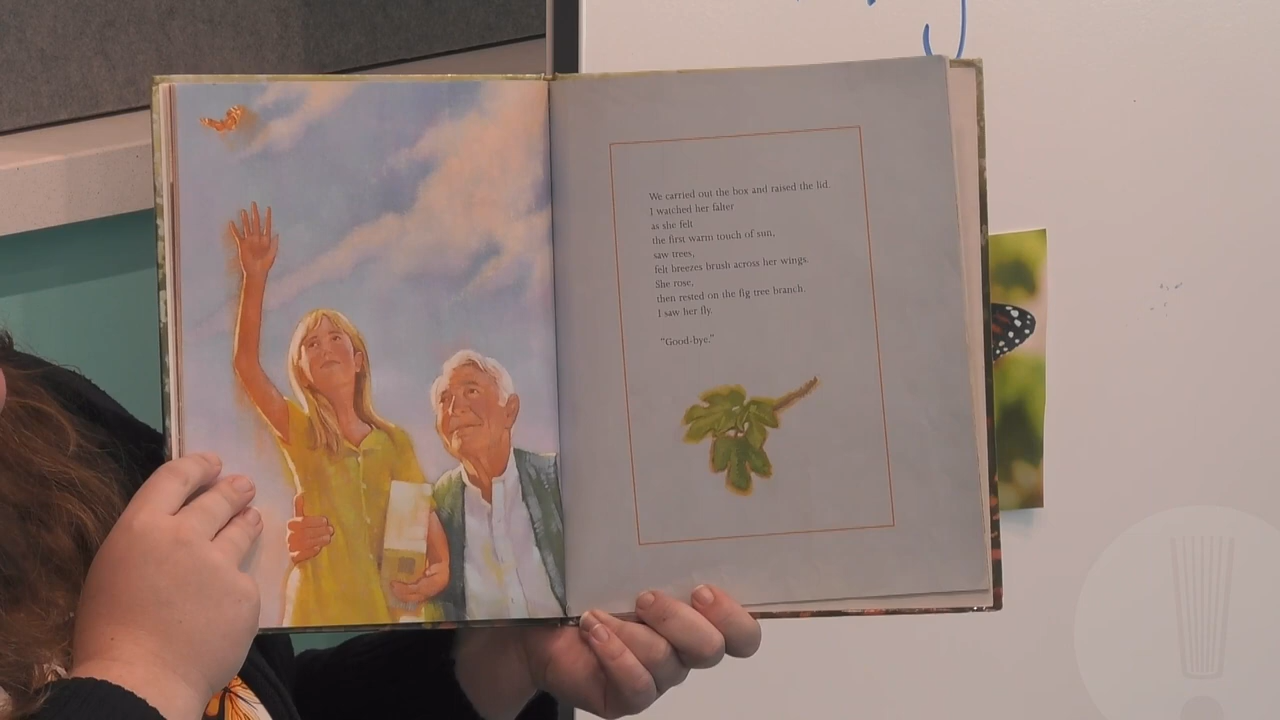 We carried out the box and raised the lid.
I watched her falter
as she felt
the first warm touch of sun,
saw trees,
felt breezes brush across her wings.
She rose,
then rested on the fig tree branch.
I saw her fly.
"Good-bye."